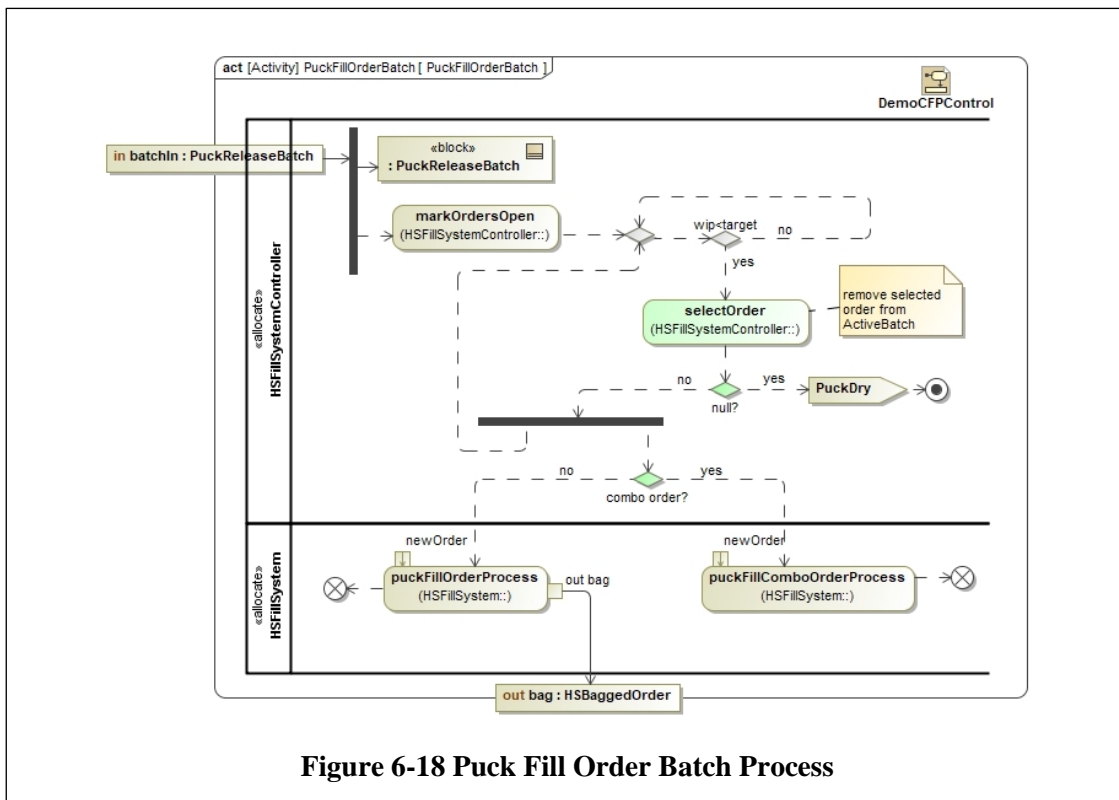 act [Activity] PuckFillOrderBatch [ PuckFillOrderBatch ]
DemoCFPControl
in batchIn : PuckReleaseBatch
«block»
: PuckReleaseBatch
markOrdersOpen
(HSFillSystemController::)
wip<target
no
yes
«allocate»
HSFillSystemController
selectOrder
(HSFillSystemController::)
remove selected
order from
ActiveBatch
no
yes
null?
PuckDry
no
yes
combo order?
«allocate»
HSFillSystem
newOrder
puckFillOrderProcess
(HSFillSystem::)
out bag
newOrder
puckFillComboOrderProcess
(HSFillSystem::)
out bag : HSBaggedOrder
Figure 6-18 Puck Fill Order Batch Process